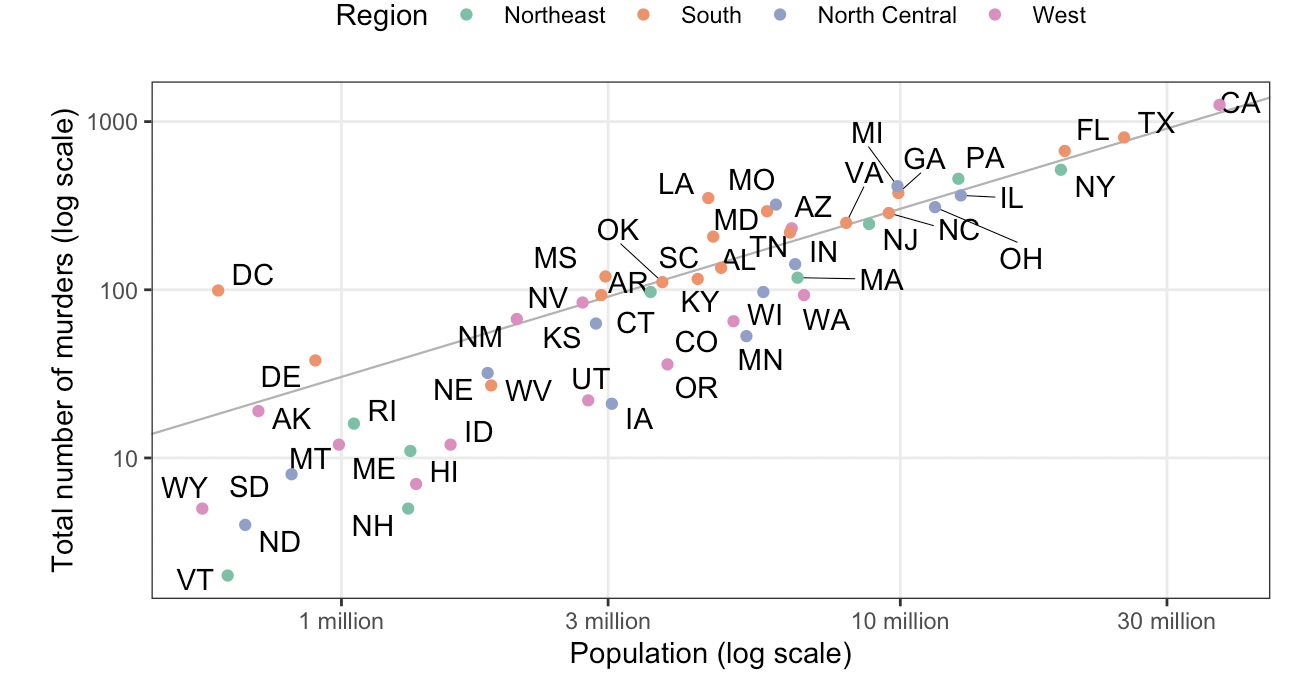 Region Northeast South North Central West
Total number of murders (log scale)
1000
100
10
CA
TX
FL
MI
GA
PA
VA
NY
LA
MO
IL
AZ
MD
OK
NC
NJ
TN
IN
OH
MS
SC
AL
DC
AR
MA
NV
KY
WI
WA
CT
NM
KS
CO
MN
DE
UT
OR
NE
WV
AK
RI
IA
ID
MT
ME
HI
WY
SD
NH
ND
VT
1 million
3 million
10 million
30 million
Population (log scale)